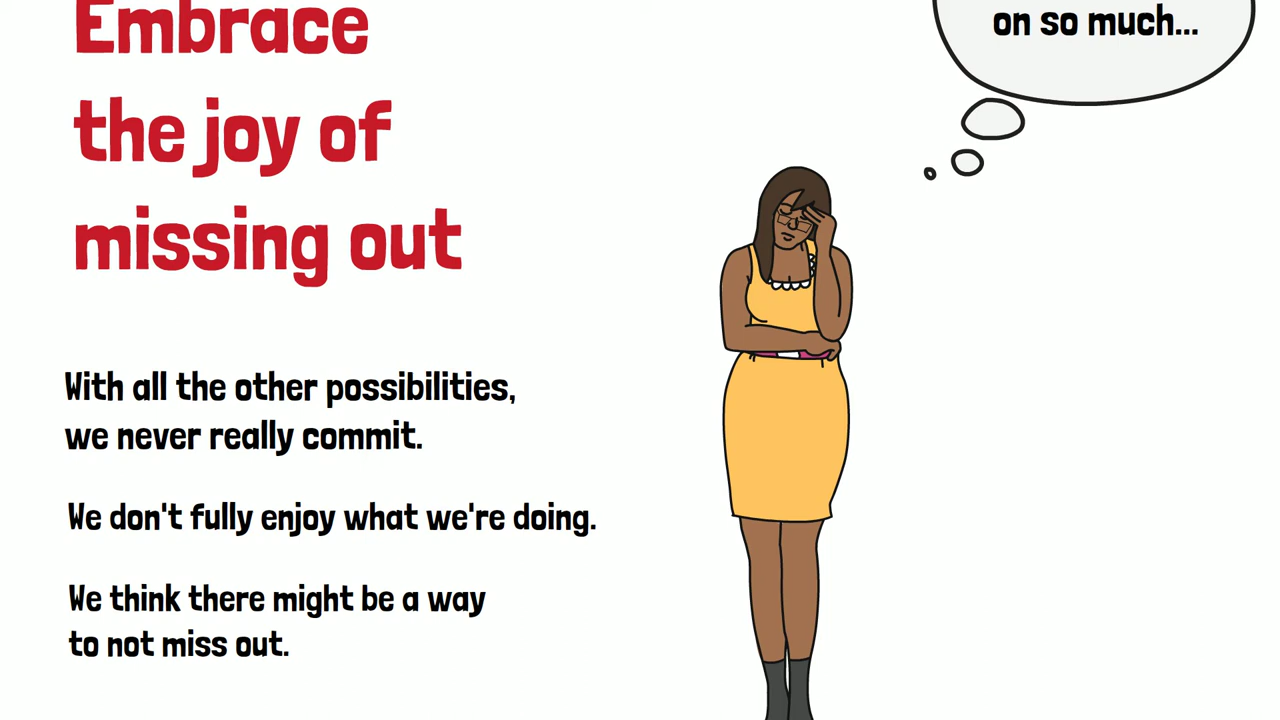 Embrace
the joy of
missing out
on so much...
With all the other possibilities,
we never really commit.
We don't fully enjoy what we're doing.
We think there might be a way
to not miss out.